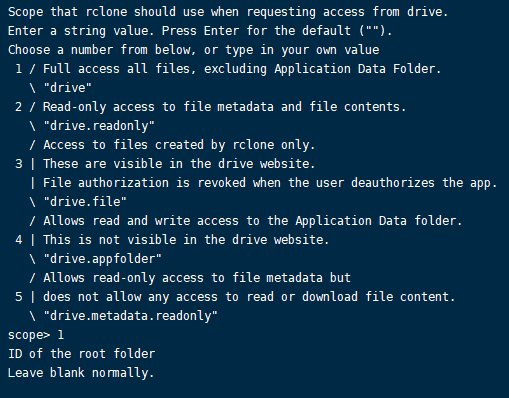 Scope that rclone should use when requesting access from drive.
Enter a string value. Press Enter for the default ("").
Choose a number from below, or type in your own value
 1 / Full access all files, excluding Application Data Folder.
   \ "drive"
 2 / Read-only access to file metadata and file contents.
   \ "drive.readonly"
   / Access to files created by rclone only.
 3 | These are visible in the drive website.
   | File authorization is revoked when the user deauthorizes the app.
   \ "drive.file"
   / Allows read and write access to the Application Data folder.
 4 | This is not visible in the drive website.
   \ "drive.appfolder"
   / Allows read-only access to file metadata but
 5 | does not allow any access to read or download file content.
   \ "drive.metadata.readonly"
scope> 1
ID of the root folder
Leave blank normally.